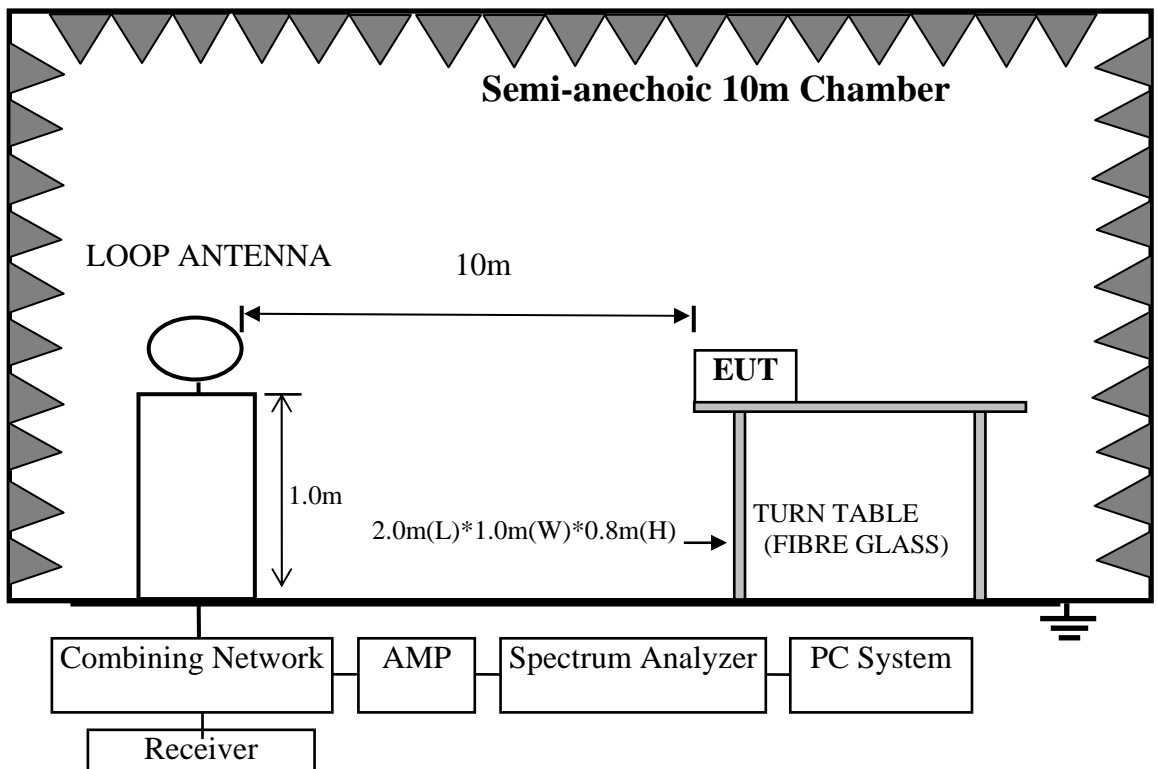 Semi-anechoic 10m Chamber
LOOP ANTENNA
10m
EUT
1.0m
2.0m(L)*1.0m(W)*0.8m(H)
TURN TABLE
(FIBRE GLASS)
Combining Network
AMP
Spectrum Analyzer
PC System
Receiver